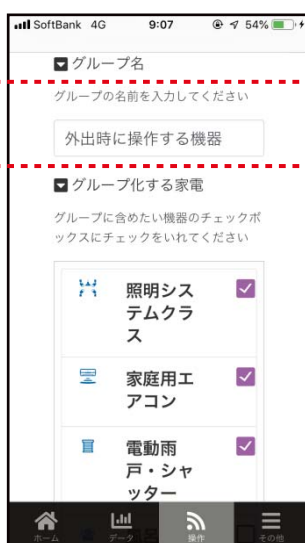 SoftBank 4G 9:07 54%
グループ名
グループの名前を入力してください
外出時に操作する機器
グループ化する家電
グループに含めたい機器のチェックボ
ックスにチェックをいれてください
照明シス
テムクラ
ス
家庭用エ
アコン
電動雨
戸・シャ
ッター
ホーム データ 操作 その他